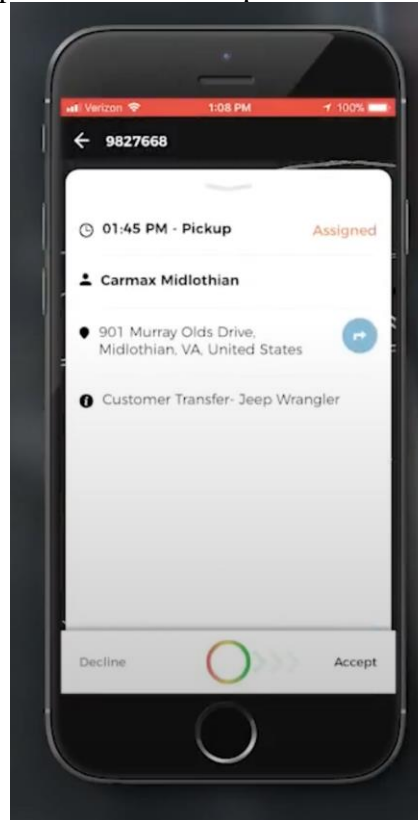 Verizon 1:08 PM 100%
9827668
01:45 PM - Pickup Assigned
Carmax Midlothian
901 Murray Olds Drive,
Midlothian, VA, United States
Customer Transfer- Jeep Wrangler
Decline Accept